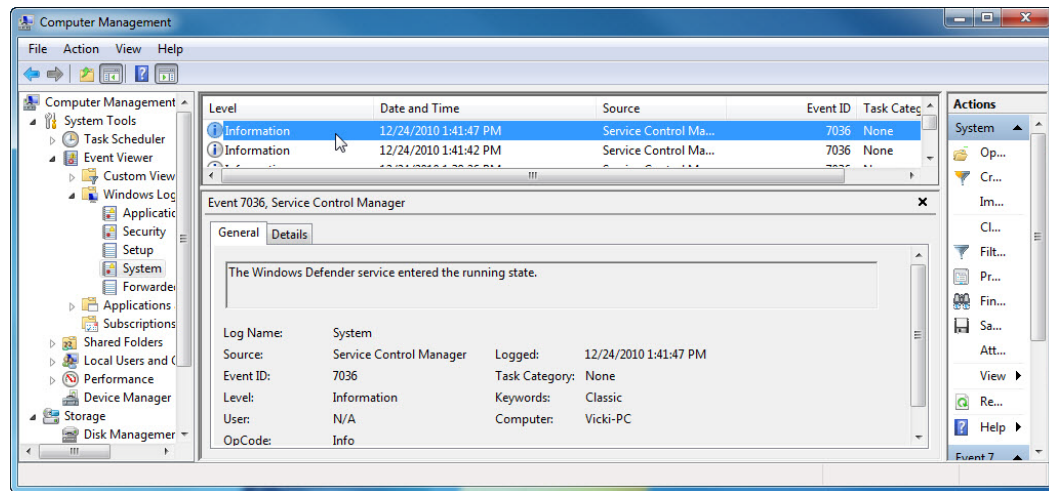 Computer Management
File Action View Help
Computer Management
System Tools
Task Scheduler
Event Viewer
Custom View
Windows Log
Applicatic
Security
Setup
System
Forwarde
Applications
Subscriptions
Shared Folders
Local Users and
Performance
Device Manager
Storage
Disk Managemer
Level Date and Time Source Event ID Task Categ
Information 12/24/2010 1:41:47 PM Service Control Ma... 7036 None
Information 12/24/2010 1:41:42 PM Service Control Ma... 7036 None
Event 7036, Service Control Manager
General Details
The Windows Defender service entered the running state.
Log Name: System
Source: Service Control Manager Logged: 12/24/2010 1:41:47 PM
Event ID: 7036 Task Category: None
Level: Information Keywords: Classic
User: N/A Computer: Vicki-PC
OpCode: Info
Actions
System
Op...
Cr...
Im...
Cl...
Filt...
Pr...
Fin...
Sa...
Att...
View
Re...
Help
Event 7